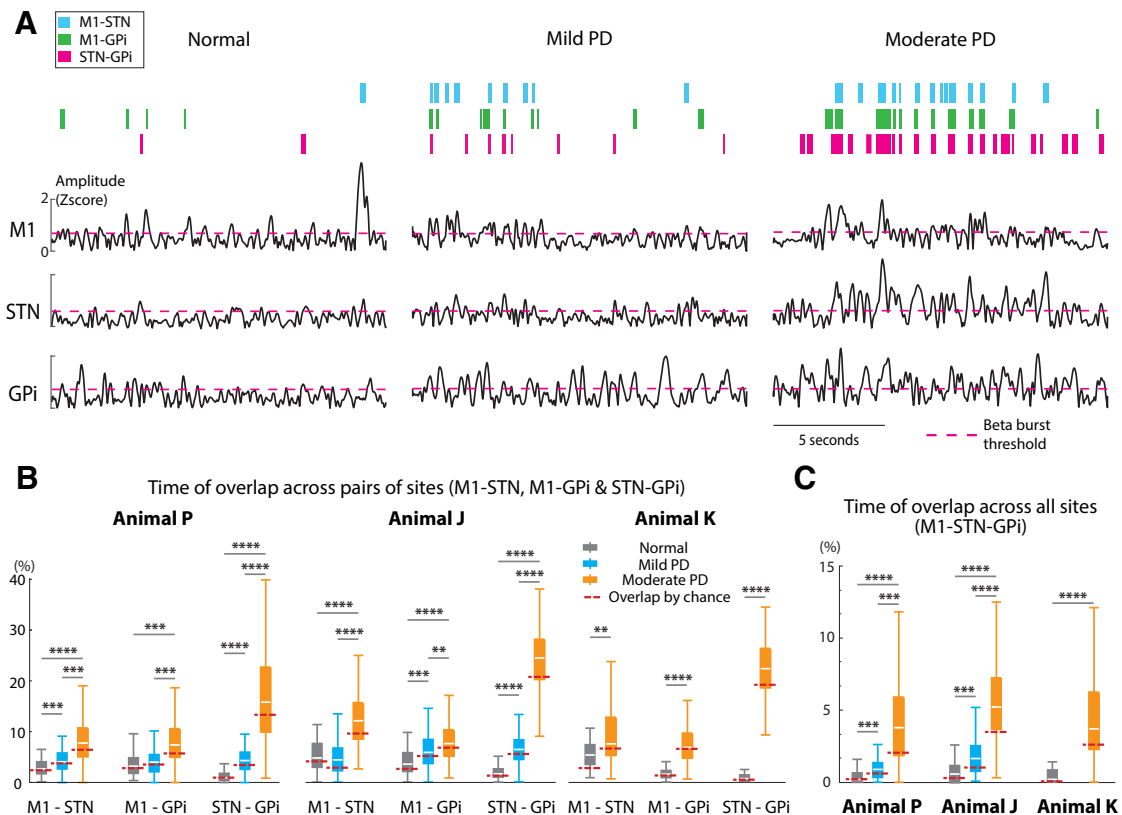 A
M1-STN
M1-GPi
STN-GPi
Normal
Mild PD
Moderate PD
Amplitude
(Zscore)
2
M1
0
STN
GPi
5 seconds
Beta burst
threshold
B
Time of overlap across pairs of sites (M1-STN, M1-GPi & STN-GPi)
Animal P
Animal J
Animal K
Normal
Mild PD
Moderate PD
Overlap by chance
(%)
40
30
20
10
0
**** *** ***
*** ***
**** **** ****
**** ****
**** ** ***
**** **** ****
**
****
****
M1 - STN M1 - GPi STN - GPi M1 - STN M1 - GPi STN - GPi M1 - STN M1 - GPi STN - GPi
C
Time of overlap across all sites
(M1-STN-GPi)
(%)
15
10
5
0
**** *** ***
**** **** ***
****
Animal P Animal J Animal K